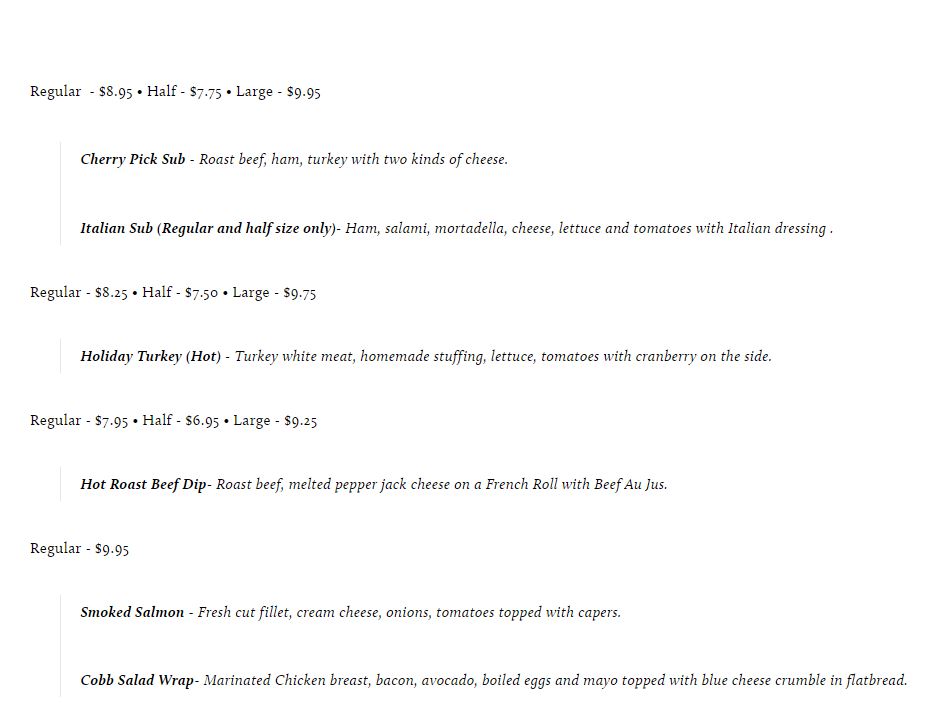 Regular  - $8.95 • Half - $7.75 • Large - $9.95
Cherry Pick Sub - Roast beef, ham, turkey with two kinds of cheese.
Italian Sub (Regular and half size only)- Ham, salami, mortadella, cheese, lettuce and tomatoes with Italian dressing .
Regular - $8.25 • Half - $7.50 • Large - $9.75
Holiday Turkey (Hot) - Turkey white meat, homemade stuffing, lettuce, tomatoes with cranberry on the side.
Regular - $7.95 • Half - $6.95 • Large - $9.25
Hot Roast Beef Dip- Roast beef, melted pepper jack cheese on a French Roll with Beef Au Jus.
Regular - $9.95
Smoked Salmon - Fresh cut fillet, cream cheese, onions, tomatoes topped with capers.
Cobb Salad Wrap- Marinated Chicken breast, bacon, avocado, boiled eggs and mayo topped with blue cheese crumble in flatbread.